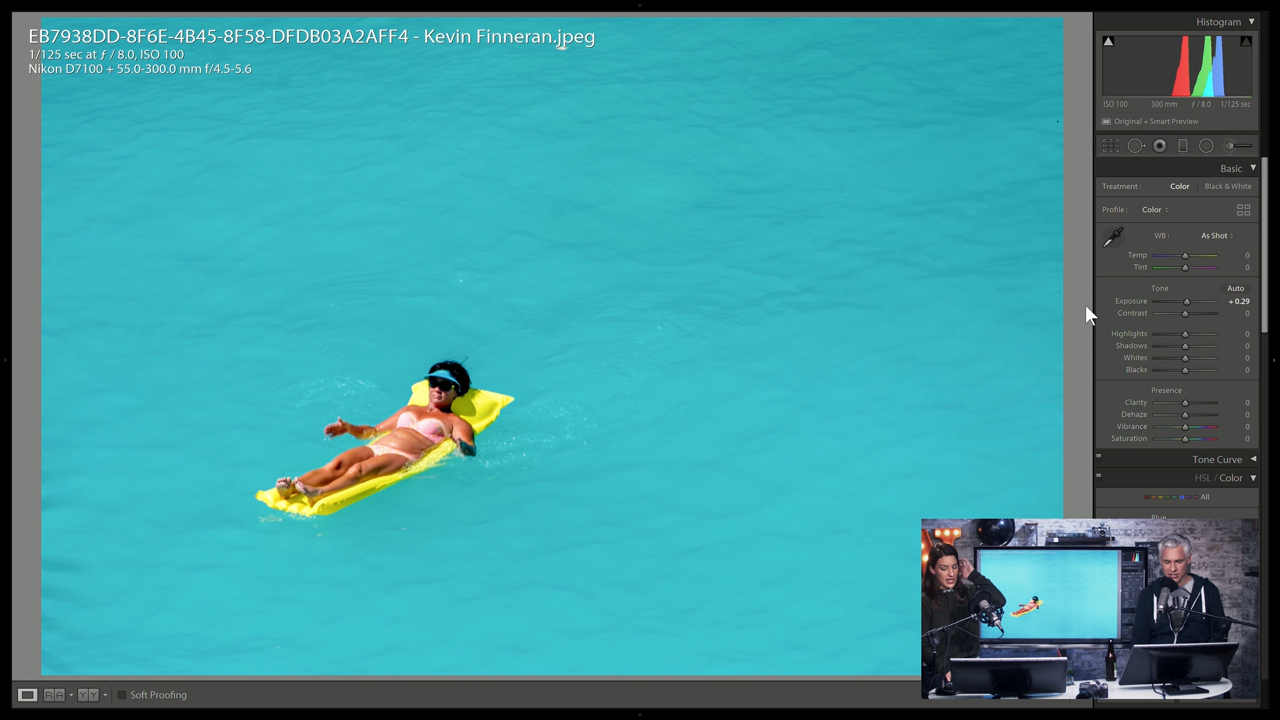 EB7938DD-8F6E-4B45-8F58-DFDB03A2AFF4 - Kevin Finneran.jpeg
1/125 sec at ƒ / 8.0, ISO 100
Nikon D7100 + 55.0-300.0 mm f/4.5-5.6
Histogram
ISO 100 300 mm ƒ / 8.0 1/125 sec
Original + Smart Preview
Basic
Treatment : Color Black & White
Profile : Color
WB : As Shot
Temp 0
Tint 0
Tone Auto
Exposure + 0.29
Contrast 0
Highlights 0
Shadows 0
Whites 0
Blacks 0
Presence
Clarity 0
Dehaze 0
Vibrance 0
Saturation 0
Tone Curve
HSL / Color
All
Blue
Soft Proofing